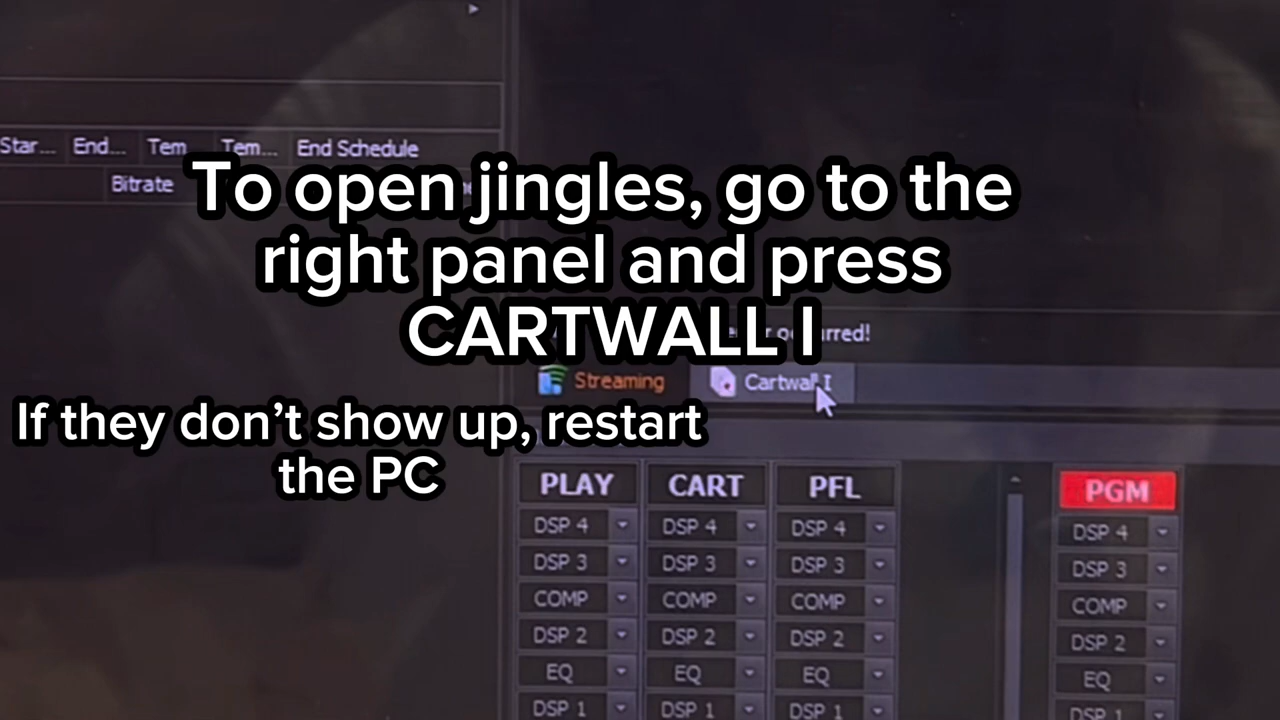 Star... End... Tem Tem... End Schedule
Bitrate
To open jingles, go to the
right panel and press
CARTWALL I
Streaming Cartwall I
If they don't show up, restart
the PC
PLAY CART PFL PGM
DSP 4 DSP 4 DSP 4 DSP 4
DSP 3 DSP 3 DSP 3 DSP 3
COMP COMP COMP COMP
DSP 2 DSP 2 DSP 2 DSP 2
EQ EQ EQ EQ
DSP 1 DSP 1 DSP 1 DSP 1